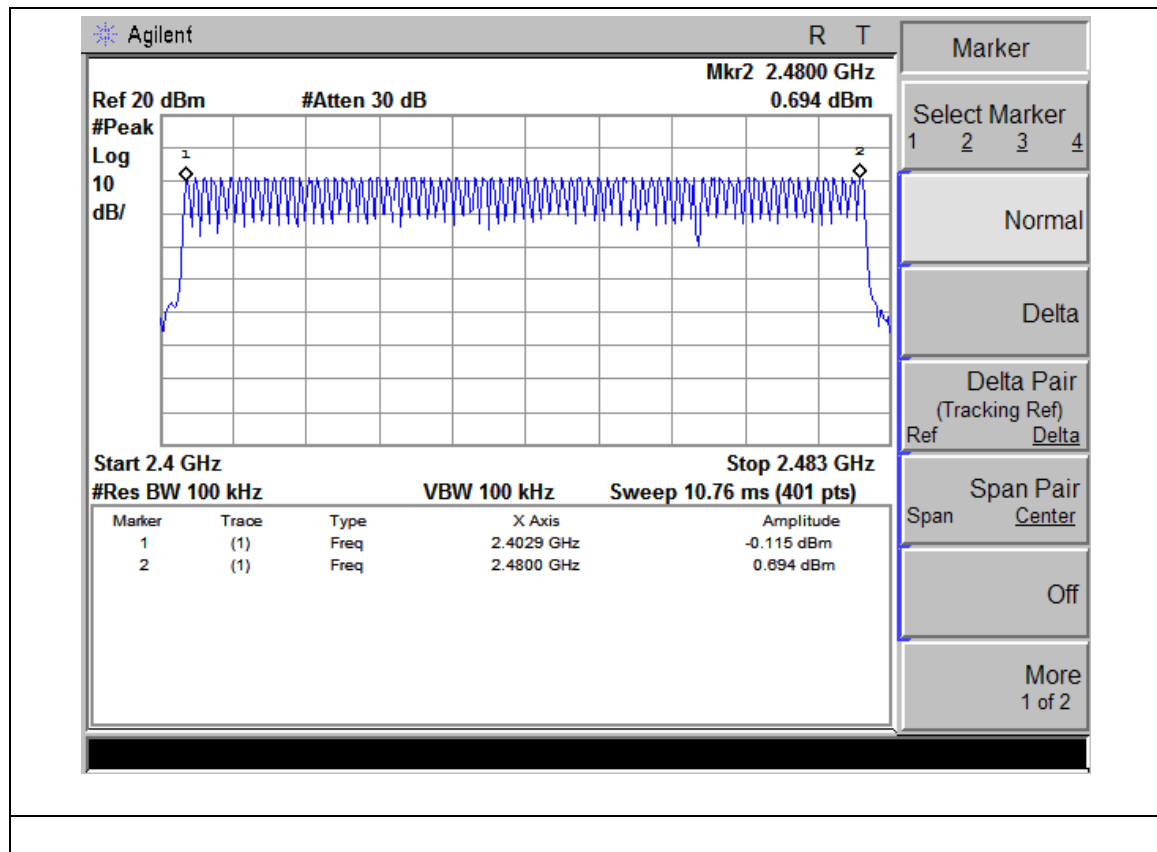 Agilent R T
Mkr2 2.4800 GHz
Ref 20 dBm #Atten 30 dB 0.694 dBm
#Peak
Log
10
dB/
1 2
Start 2.4 GHz Stop 2.483 GHz
#Res BW 100 kHz VBW 100 kHz Sweep 10.76 ms (401 pts)
Marker Trace Type X Axis Amplitude
1 (1) Freq 2.4029 GHz -0.115 dBm
2 (1) Freq 2.4800 GHz 0.694 dBm
Marker
Select Marker
1 2 3 4
Normal
Delta
Delta Pair
(Tracking Ref)
Ref Delta
Span Pair
Span Center
Off
More
1 of 2